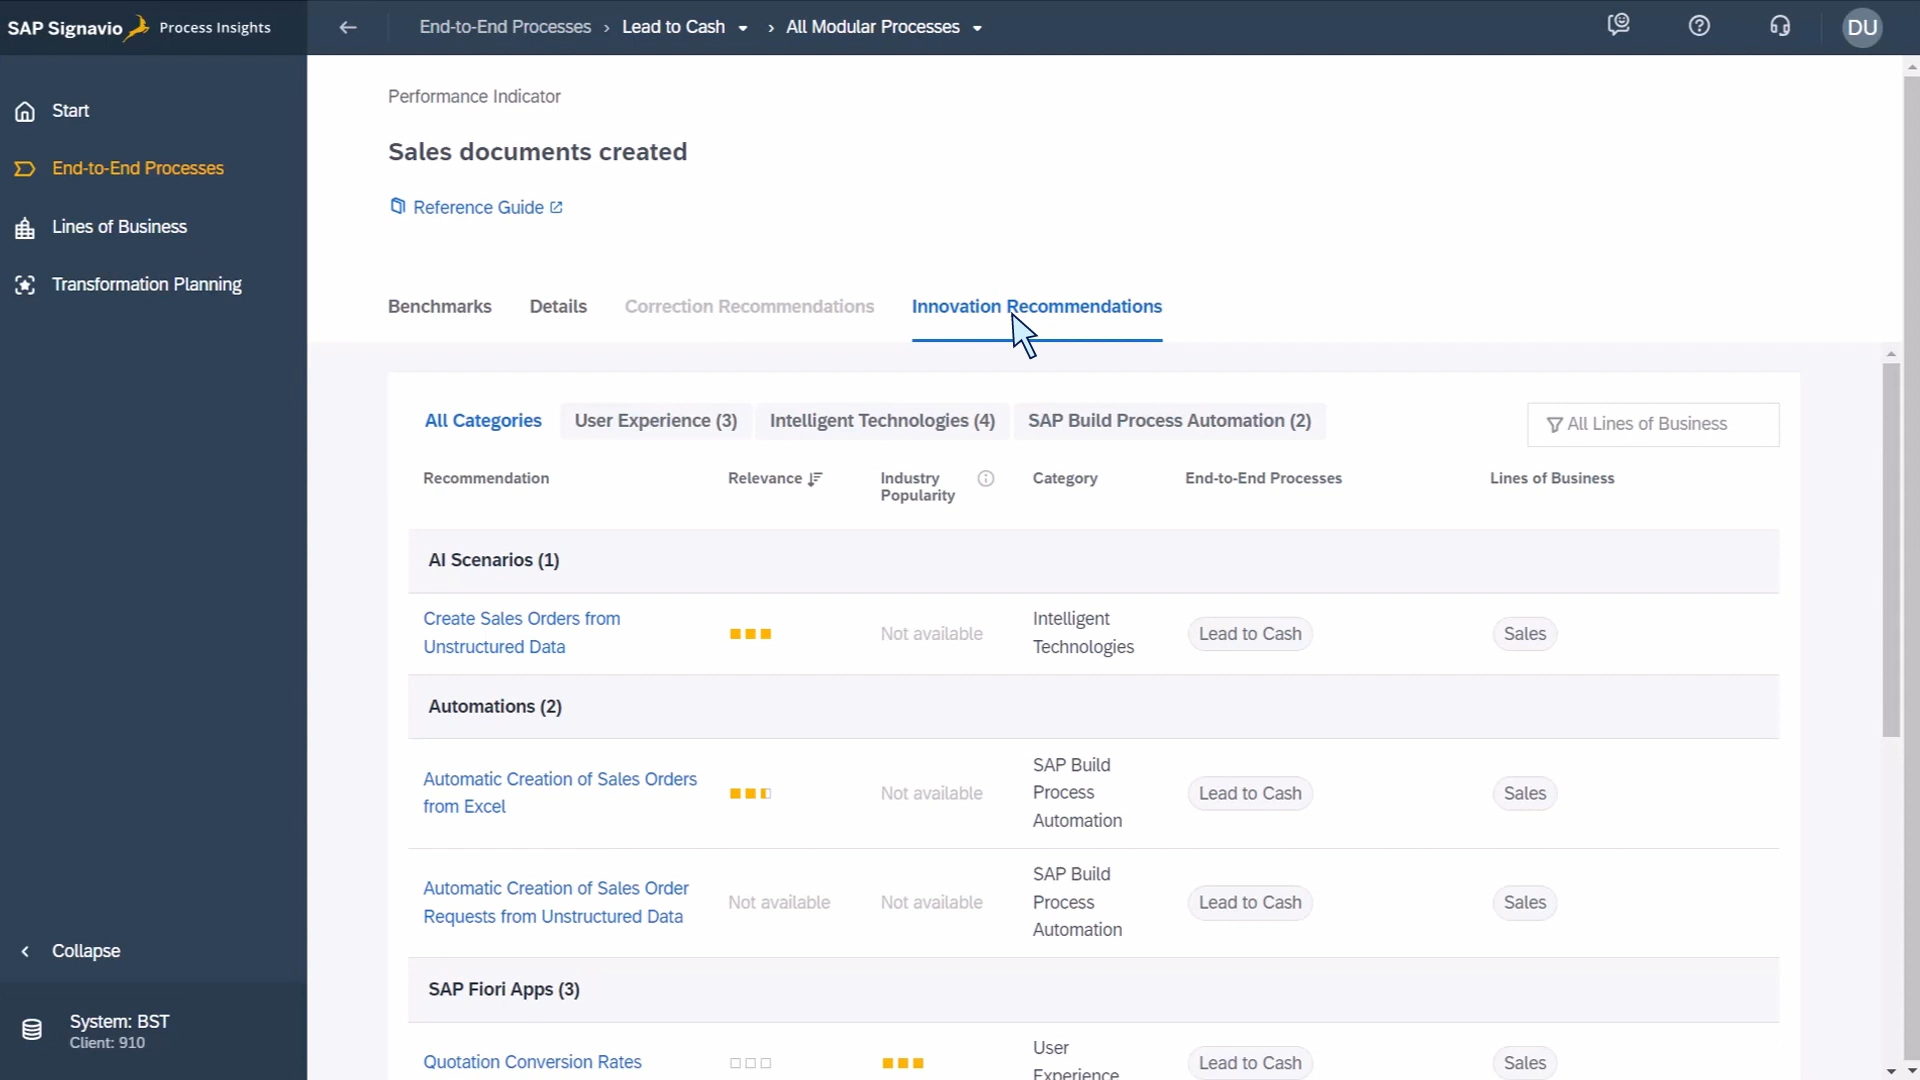 SAP Signavio Process Insights
End-to-End Processes › Lead to Cash › All Modular Processes
DU
Start
End-to-End Processes
Lines of Business
Transformation Planning
Collapse
System: BST
Client: 910
Performance Indicator
Sales documents created
Reference Guide
Benchmarks Details Correction Recommendations Innovation Recommendations
All Categories User Experience (3) Intelligent Technologies (4) SAP Build Process Automation (2)
All Lines of Business
Recommendation Relevance Industry Popularity Category End-to-End Processes Lines of Business
AI Scenarios (1)
Create Sales Orders from
Unstructured Data
Not available
Intelligent
Technologies
Lead to Cash
Sales
Automations (2)
Automatic Creation of Sales Orders
from Excel
Not available
SAP Build
Process
Automation
Lead to Cash
Sales
Automatic Creation of Sales Order
Requests from Unstructured Data
Not available
Not available
SAP Build
Process
Automation
Lead to Cash
Sales
SAP Fiori Apps (3)
Quotation Conversion Rates
User
Experience
Lead to Cash
Sales